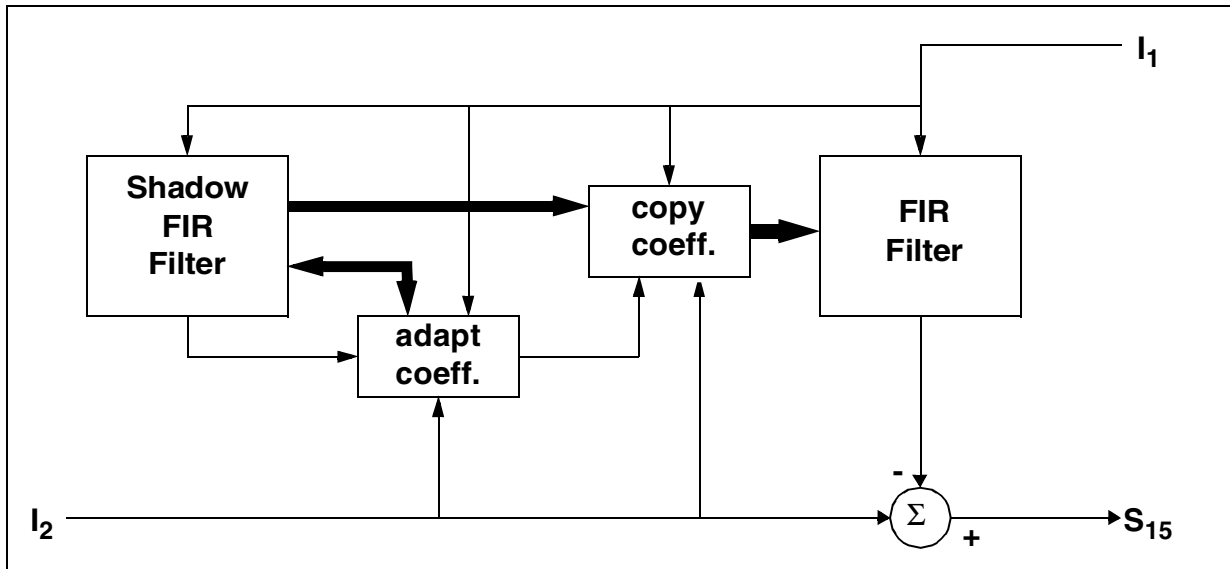 I1
Shadow
FIR
Filter
copy
coeff.
FIR
Filter
adapt
coeff.
-
I2
Σ
+
S15